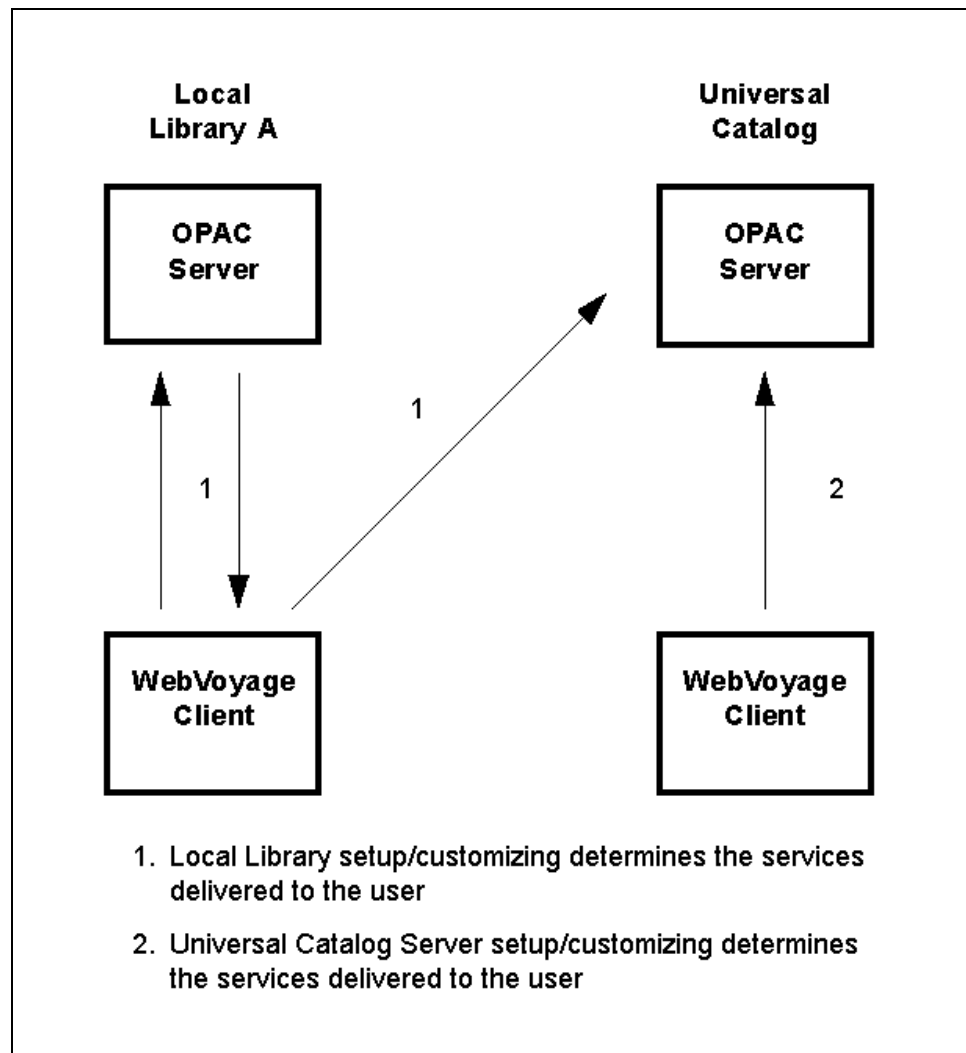 Local
Library A
Universal
Catalog
OPAC
Server
OPAC
Server
1
1
2
WebVoyage
Client
WebVoyage
Client
1. Local Library setup/customizing determines the services
delivered to the user
2. Universal Catalog Server setup/customizing determines
the services delivered to the user